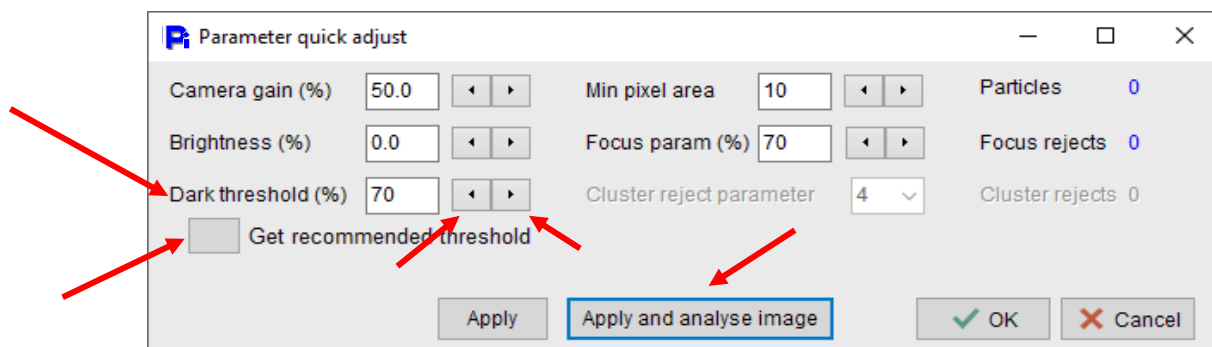 Pi Parameter quick adjust
Camera gain (%) 50.0 Min pixel area 10 Particles 0
Brightness (%) 0.0 Focus param (%) 70 Focus rejects 0
Dark threshold (%) 70 Cluster reject parameter 4 Cluster rejects 0
Get recommended threshold
Apply Apply and analyse image OK Cancel